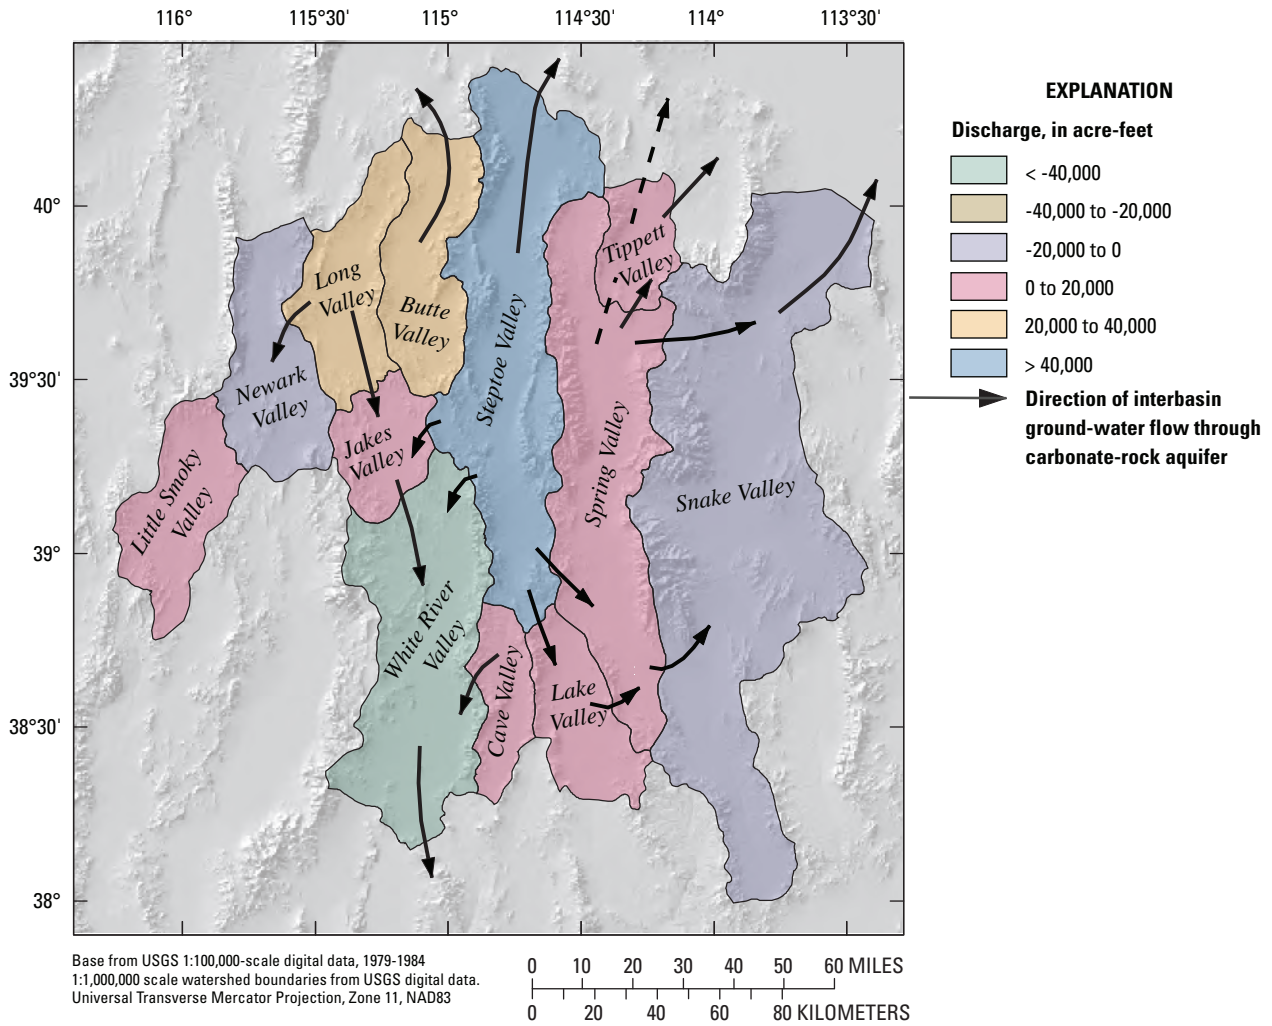 116°
115°30'
115°
114°30'
114°
113°30'
40°
39°30'
39°
38°30'
38°
Long
Valley
Butte
Valley
Newark
Valley
Jakes
Valley
Little Smoky
Valley
White River
Valley
Steptoe Valley
Cave Valley
Lake
Valley
Spring Valley
Tippett
Valley
Snake Valley
EXPLANATION
Discharge, in acre-feet
< -40,000
-40,000 to -20,000
-20,000 to 0
0 to 20,000
20,000 to 40,000
> 40,000
Direction of interbasin
ground-water flow through
carbonate-rock aquifer
Base from USGS 1:100,000-scale digital data, 1979-1984
1:1,000,000 scale watershed boundaries from USGS digital data.
Universal Transverse Mercator Projection, Zone 11, NAD83
0 10 20 30 40 50 60 MILES
0 20 40 60 80 KILOMETERS